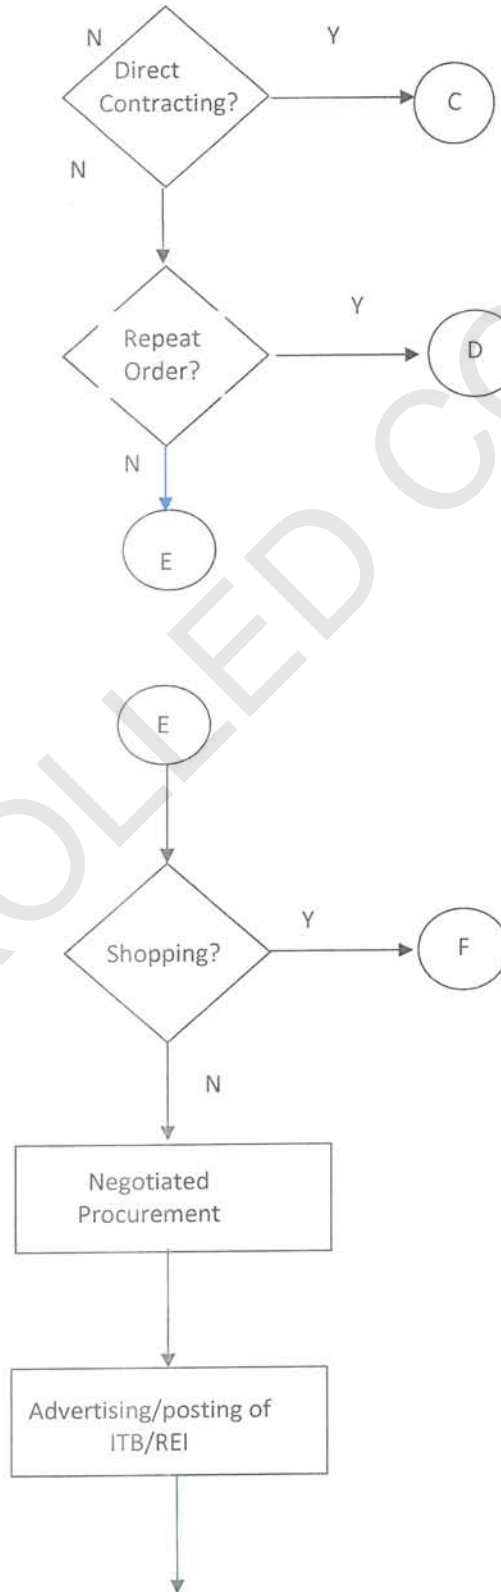 N
Y
Direct
Contracting?
C
N
Y
Repeat
Order?
D
N
E
E
Y
Shopping?
F
N
Negotiated
Procurement
Advertising/posting of
ITB/REI